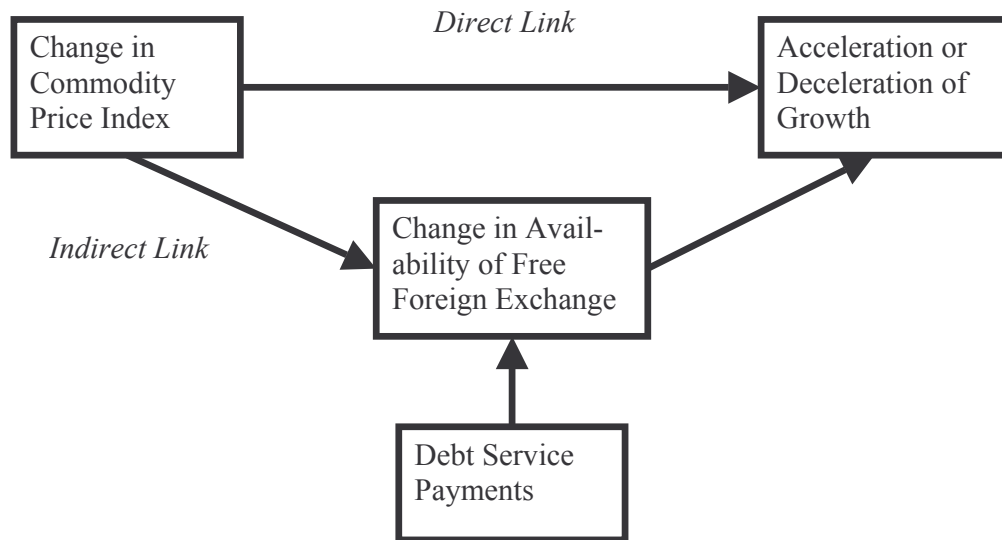 Direct Link
Change in
Commodity
Price Index
Acceleration or
Deceleration of
Growth
Indirect Link
Change in Avail-
ability of Free
Foreign Exchange
Debt Service
Payments